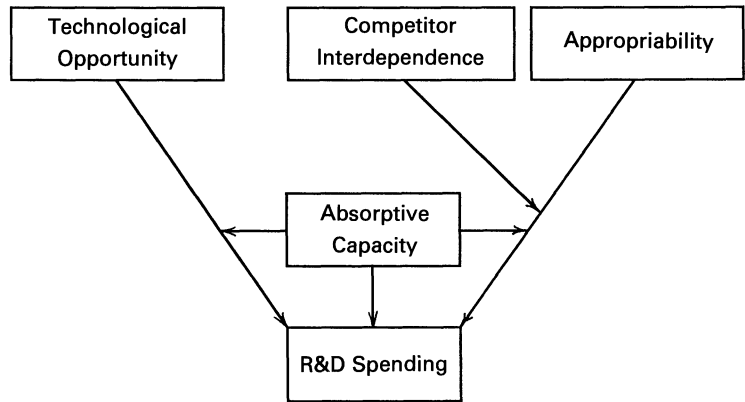 Technological
Opportunity
Competitor
Interdependence
Appropriability
Absorptive
Capacity
R&D Spending